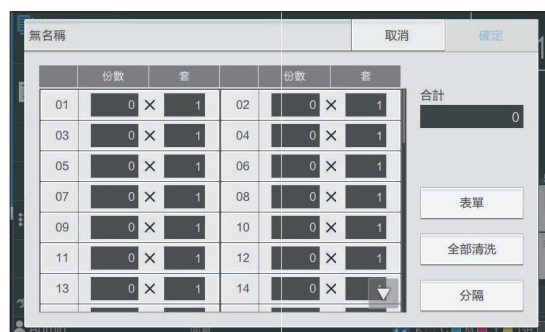 無名稱 取消 確定
份數 套 份數 套
合計
0
01 0 × 1 02 0 × 1
03 0 × 1 04 0 × 1
05 0 × 1 06 0 × 1
07 0 × 1 08 0 × 1
表單
09 0 × 1 10 0 × 1
全部清洗
11 0 × 1 12 0 × 1
13 0 × 1 14 0 × 1
分隔
Admin